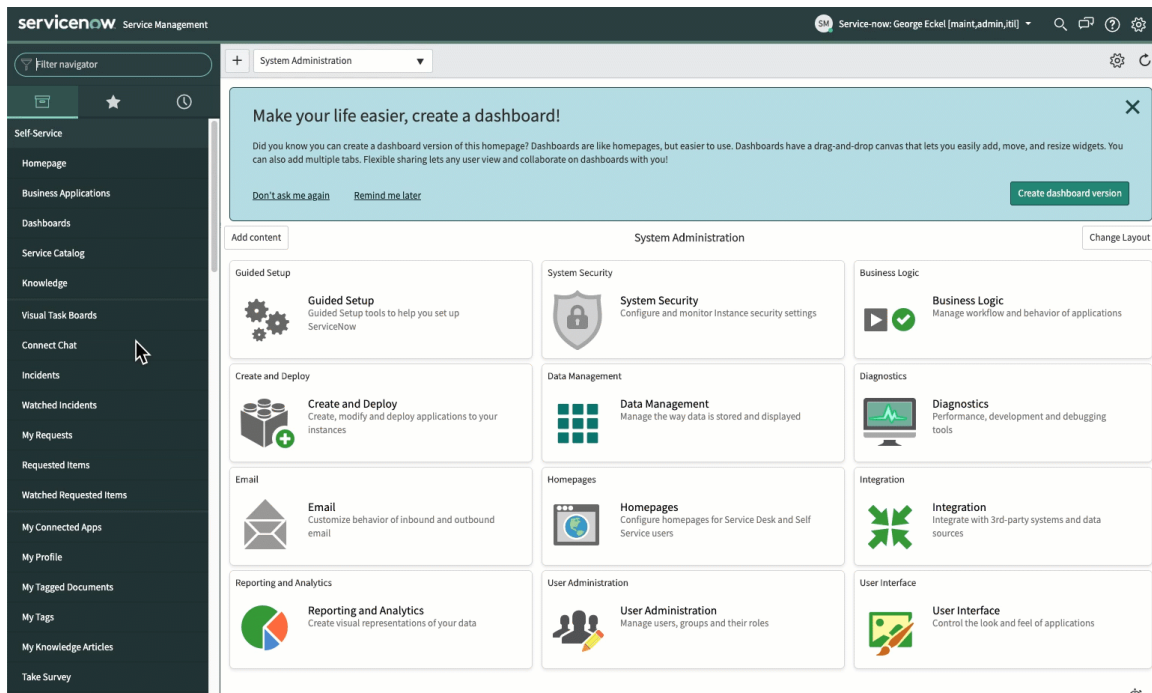 servicenow. Service Management
SM Service-now: George Eckel [maint,admin,itil]
Filter navigator
Self-Service
Homepage
Business Applications
Dashboards
Service Catalog
Knowledge
Visual Task Boards
Connect Chat
Incidents
Watched Incidents
My Requests
Requested Items
Watched Requested Items
My Connected Apps
My Profile
My Tagged Documents
My Tags
My Knowledge Articles
Take Survey
System Administration
Make your life easier, create a dashboard!
Did you know you can create a dashboard version of this homepage? Dashboards are like homepages, but easier to use. Dashboards have a drag-and-drop canvas that lets you easily add, move, and resize widgets. You
can also add multiple tabs. Flexible sharing lets any user view and collaborate on dashboards with you!
Don't ask me again Remind me later
Create dashboard version
Add content
System Administration
Change Layout
Guided Setup
Guided Setup
Guided Setup tools to help you set up
ServiceNow
System Security
System Security
Configure and monitor Instance security settings
Business Logic
Business Logic
Manage workflow and behavior of applications
Create and Deploy
Create and Deploy
Create, modify and deploy applications to your
instances
Data Management
Data Management
Manage the way data is stored and displayed
Diagnostics
Diagnostics
Performance, development and debugging
tools
Email
Email
Customize behavior of inbound and outbound
email
Homepages
Homepages
Configure homepages for Service Desk and Self
Service users
Integration
Integration
Integrate with 3rd-party systems and data
sources
Reporting and Analytics
Reporting and Analytics
Create visual representations of your data
User Administration
User Administration
Manage users, groups and their roles
User Interface
User Interface
Control the look and feel of applications